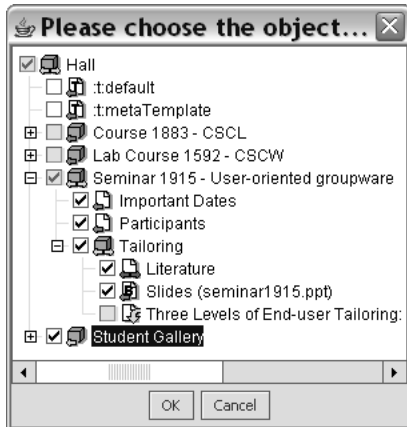 Please choose the object...
Hall
:t:default
:t:metaTemplate
Course 1883 - CSCL
Lab Course 1592 - CSCW
Seminar 1915 - User-oriented groupware
Important Dates
Participants
Tailoring
Literature
Slides (seminar1915.ppt)
Three Levels of End-user Tailoring:
Student Gallery
OK Cancel